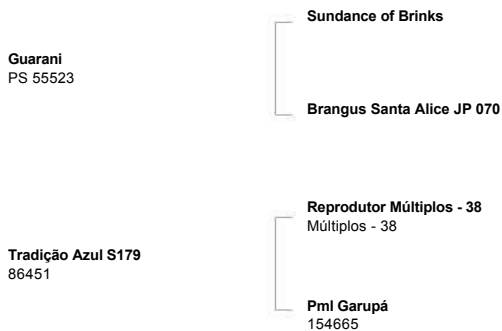 Sundance of Brinks
Guarani
PS 55523
Brangus Santa Alice JP 070
Reprodutor Múltiplos - 38
Múltiplos - 38
Tradição Azul S179
86451
Pml Garupá
154665